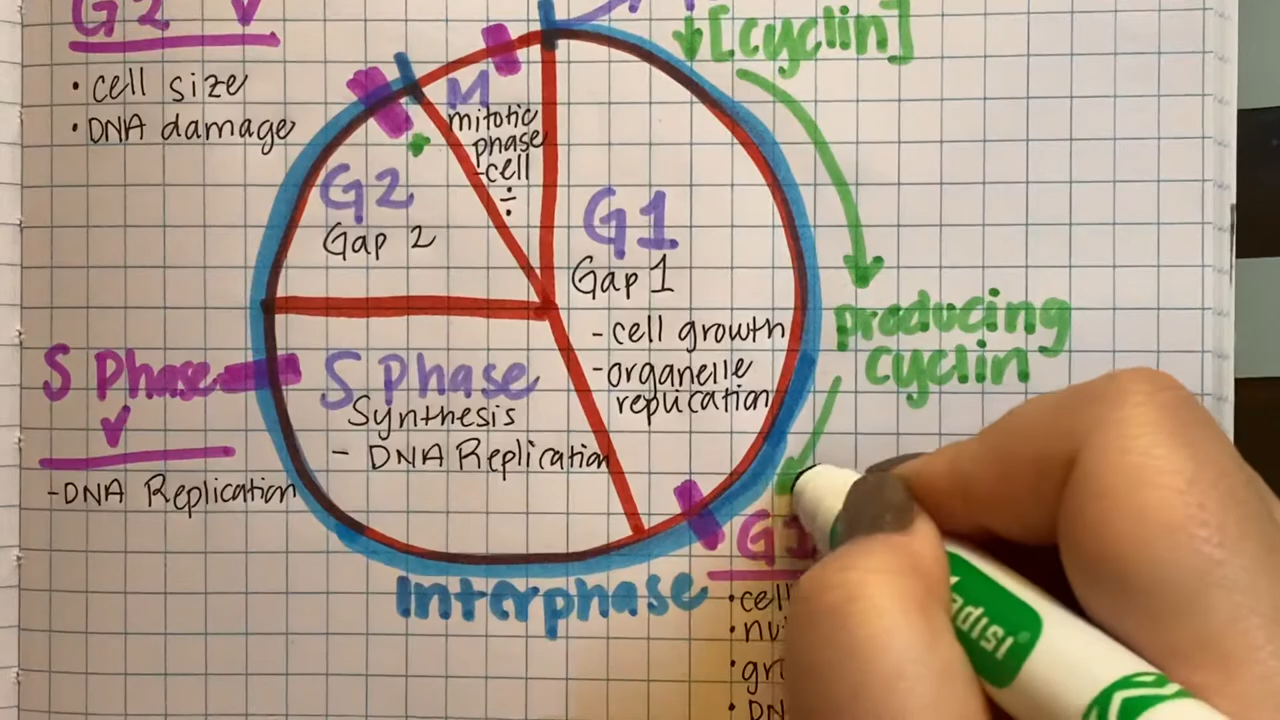 G2 ✓
• cell size
• DNA damage
↓[cyclin]
M
mitotic
phase
-cell
÷
+
G2
Gap 2
G1
Gap 1
- cell growth
- organelle
replication
producing
cyclin
S Phase
✓
-DNA Replication
S Phase
Synthesis
- DNA Replication
Interphase
G1
• cell